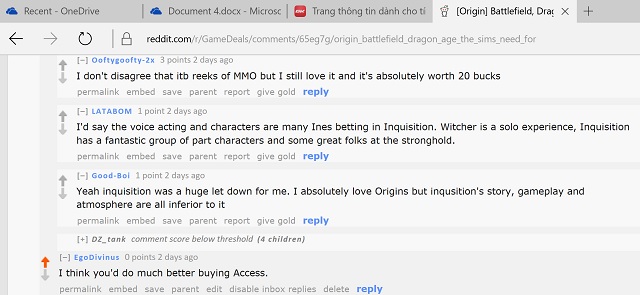 Recent - OneDrive
Document 4.docx - Microsc
Trang thông tin dành cho tí
[Origin] Battlefield, Drag
reddit.com/r/GameDeals/comments/65eg7g/origin_battlefield_dragon_age_the_sims_need_for
[–] Ooftygoofty-2x 3 points 2 days ago
I don't disagree that itb reeks of MMO but I still love it and it's absolutely worth 20 bucks
permalink embed save parent report give gold reply
[–] LATABOM 1 point 2 days ago
I'd say the voice acting and characters are many Ines betting in Inquisition. Witcher is a solo experience, Inquisition
has a fantastic group of part characters and some great folks at the stronghold.
permalink embed save parent report give gold reply
[–] Good-Boi 1 point 2 days ago
Yeah inquisition was a huge let down for me. I absolutely love Origins but inqusition's story, gameplay and
atmosphere are all inferior to it
permalink embed save parent report give gold reply
[+] DZ_tank comment score below threshold (4 children)
[–] EgoDivinus 0 points 2 days ago
I think you'd do much better buying Access.
permalink embed save parent edit disable inbox replies delete reply